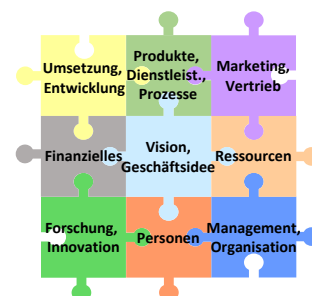 Umsetzung,
Entwicklung
Produkte,
Dienstleist.,
Prozesse
Marketing,
Vertrieb
Finanzielles
Vision,
Geschäftsidee
Ressourcen
Forschung,
Innovation
Personen
Management,
Organisation